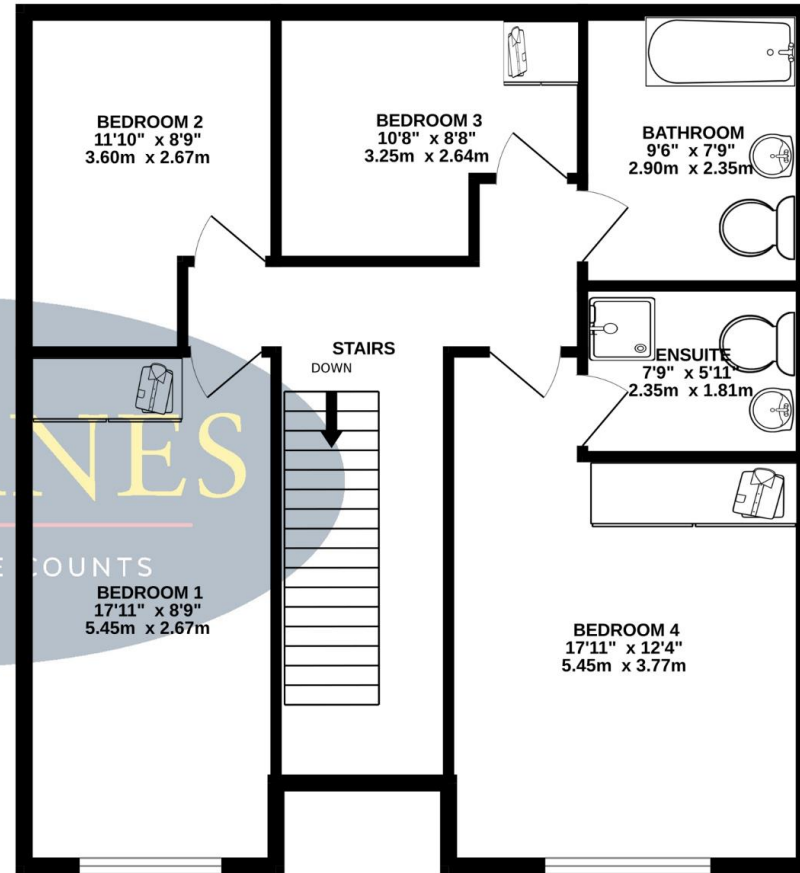 BEDROOM 2
11'10" x 8'9"
3.60m x 2.67m
BEDROOM 3
10'8" x 8'8"
3.25m x 2.64m
BATHROOM
9'6" x 7'9"
2.90m x 2.35m
STAIRS
DOWN
ENSUITE
7'9" x 5'11"
2.35m x 1.81m
NES
COUNTS
BEDROOM 1
17'11" x 8'9"
5.45m x 2.67m
BEDROOM 4
17'11" x 12'4"
5.45m x 3.77m